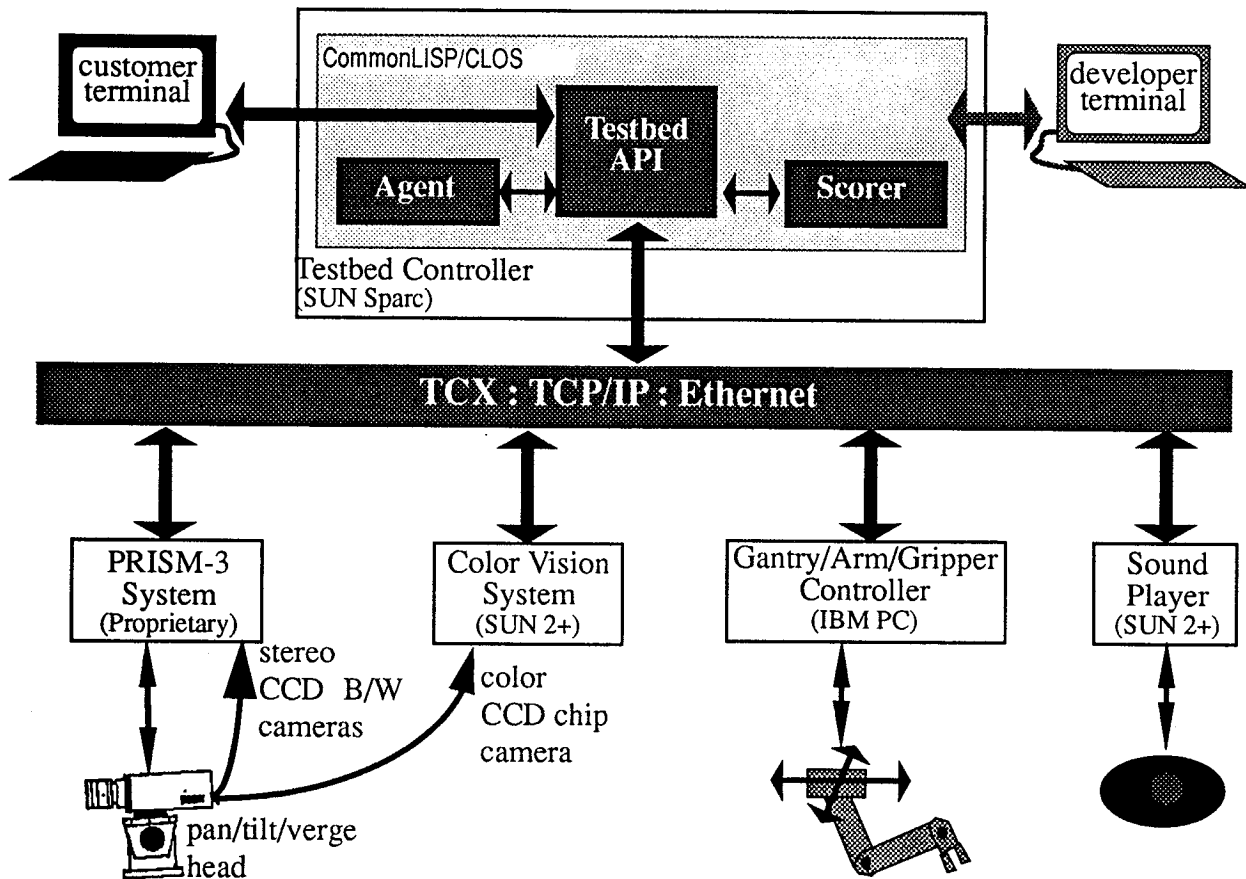 customer
terminal
CommonLISP/CLOS
developer
terminal
Testbed
API
Agent
Scorer
Testbed Controller
(SUN Sparc)
TCX : TCP/IP : Ethernet
PRISM-3
System
(Proprietary)
Color Vision
System
(SUN 2+)
Gantry/Arm/Gripper
Controller
(IBM PC)
Sound
Player
(SUN 2+)
stereo
CCD B/W
cameras
color
CCD chip
camera
pan/tilt/verge
head